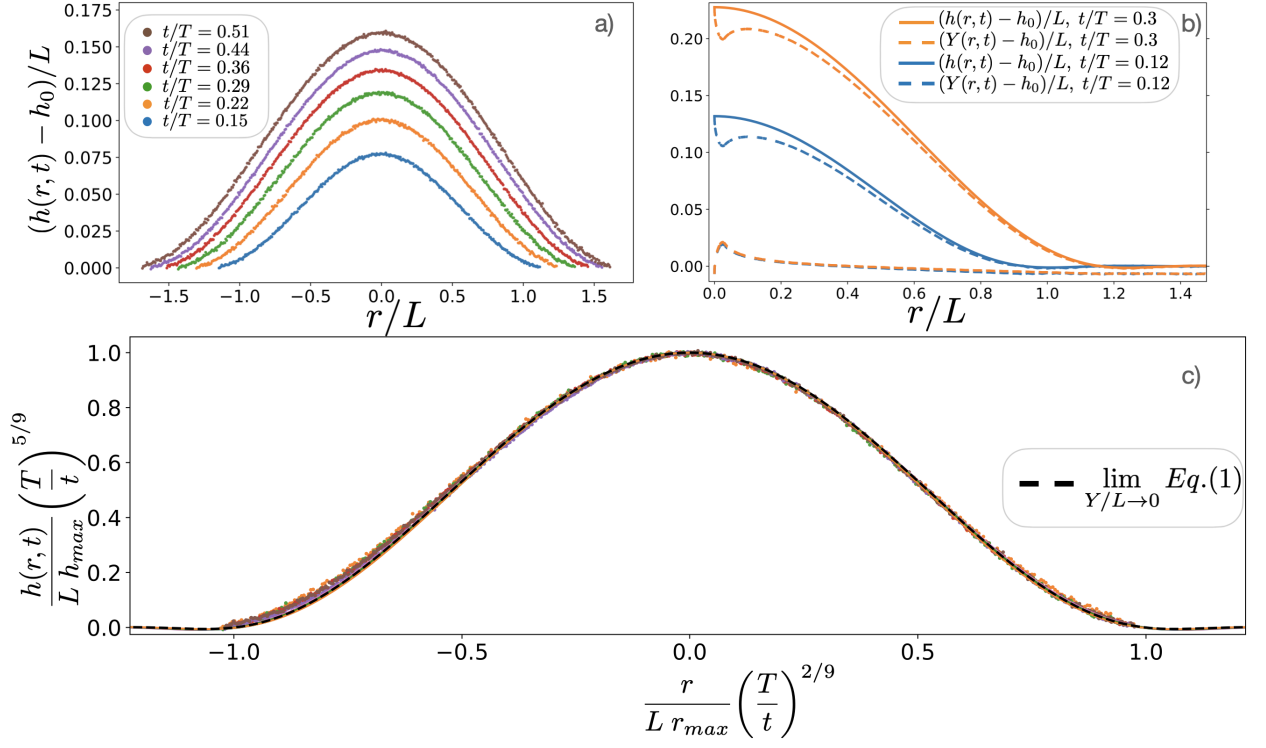 a)
t/T = 0.51
t/T = 0.44
t/T = 0.36
t/T = 0.29
t/T = 0.22
t/T = 0.15
(h(r, t) − h₀)/L
0.175
0.150
0.125
0.100
0.075
0.050
0.025
0.000
−1.5 −1.0 −0.5 0.0 0.5 1.0 1.5
r/L
b)
(h(r, t) − h₀)/L, t/T = 0.3
(Y(r, t) − h₀)/L, t/T = 0.3
(h(r, t) − h₀)/L, t/T = 0.12
(Y(r, t) − h₀)/L, t/T = 0.12
0.20
0.15
0.10
0.05
0.00
0.0 0.2 0.4 0.6 0.8 1.0 1.2 1.4
r/L
c)
h(r, t)/(L h_max) (T/t)^{5/9}
1.0
0.8
0.6
0.4
0.2
0.0
lim_{Y/L→0} Eq.(1)
−1.0 −0.5 0.0 0.5 1.0
r/(L r_max) (T/t)^{2/9}